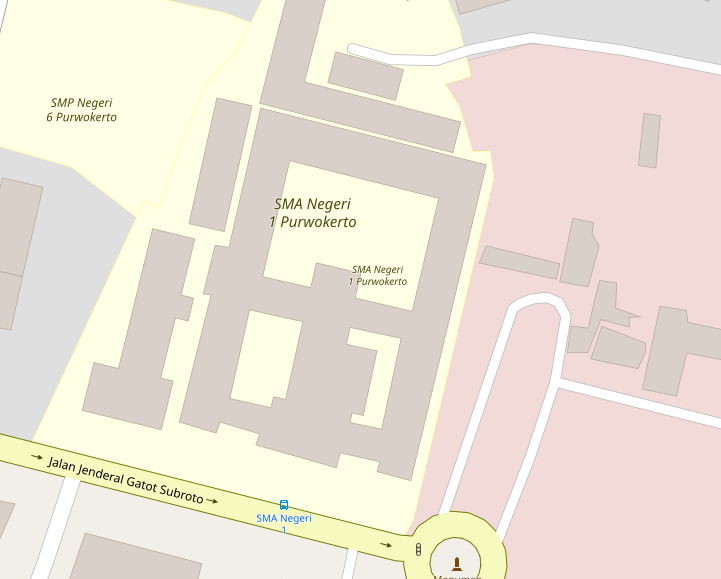 SMP Negeri
6 Purwokerto
SMA Negeri
1 Purwokerto
SMA Negeri
1 Purwokerto
Jalan Jenderal Gatot Subroto
SMA Negeri
1
Monumen